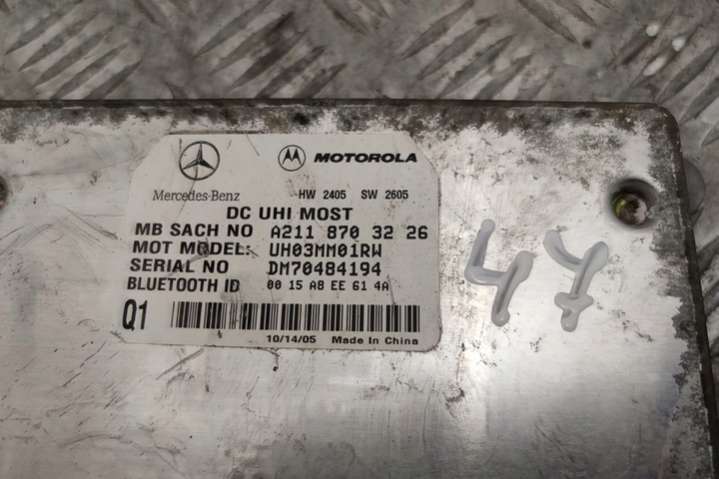 MOTOROLA
Mercedes-Benz HW 2405 SW 2605
DC UHI MOST
MB SACH NO A211 870 32 26
MOT MODEL: UH03MM01RW
SERIAL NO DM70484194
BLUETOOTH ID 00 15 A8 EE 61 4A
Q1
10/14/05 Made In China
47